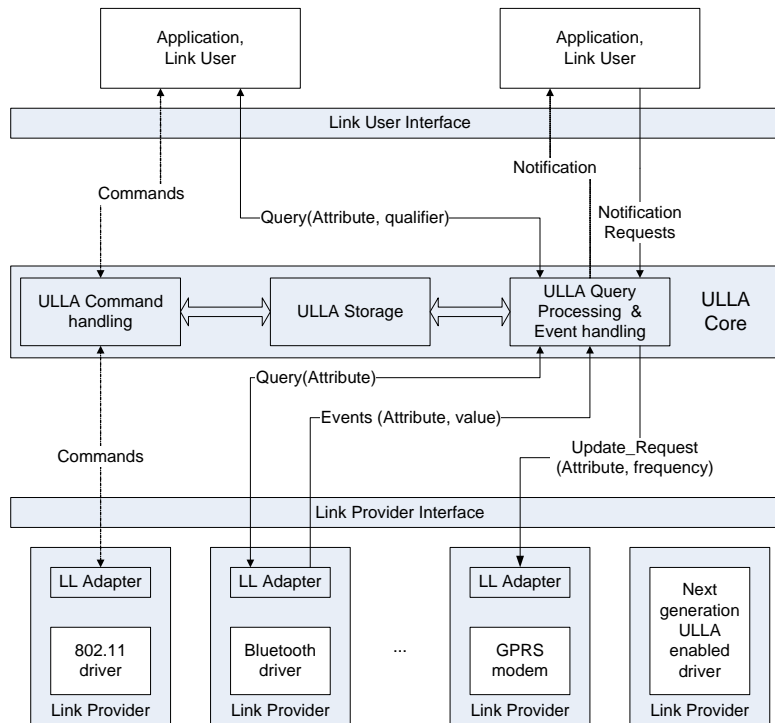 Application,
Link User
Application,
Link User
Link User Interface
Notification
Commands
Query(Attribute, qualifier)
Notification
Requests
ULLA Command
handling
ULLA Storage
ULLA Query
Processing &
Event handling
ULLA
Core
Query(Attribute)
Events (Attribute, value)
Commands
Update_Request
(Attribute, frequency)
Link Provider Interface
LL Adapter
802.11
driver
Link Provider
LL Adapter
Bluetooth
driver
Link Provider
...
LL Adapter
GPRS
modem
Link Provider
Next
generation
ULLA
enabled
driver
Link Provider